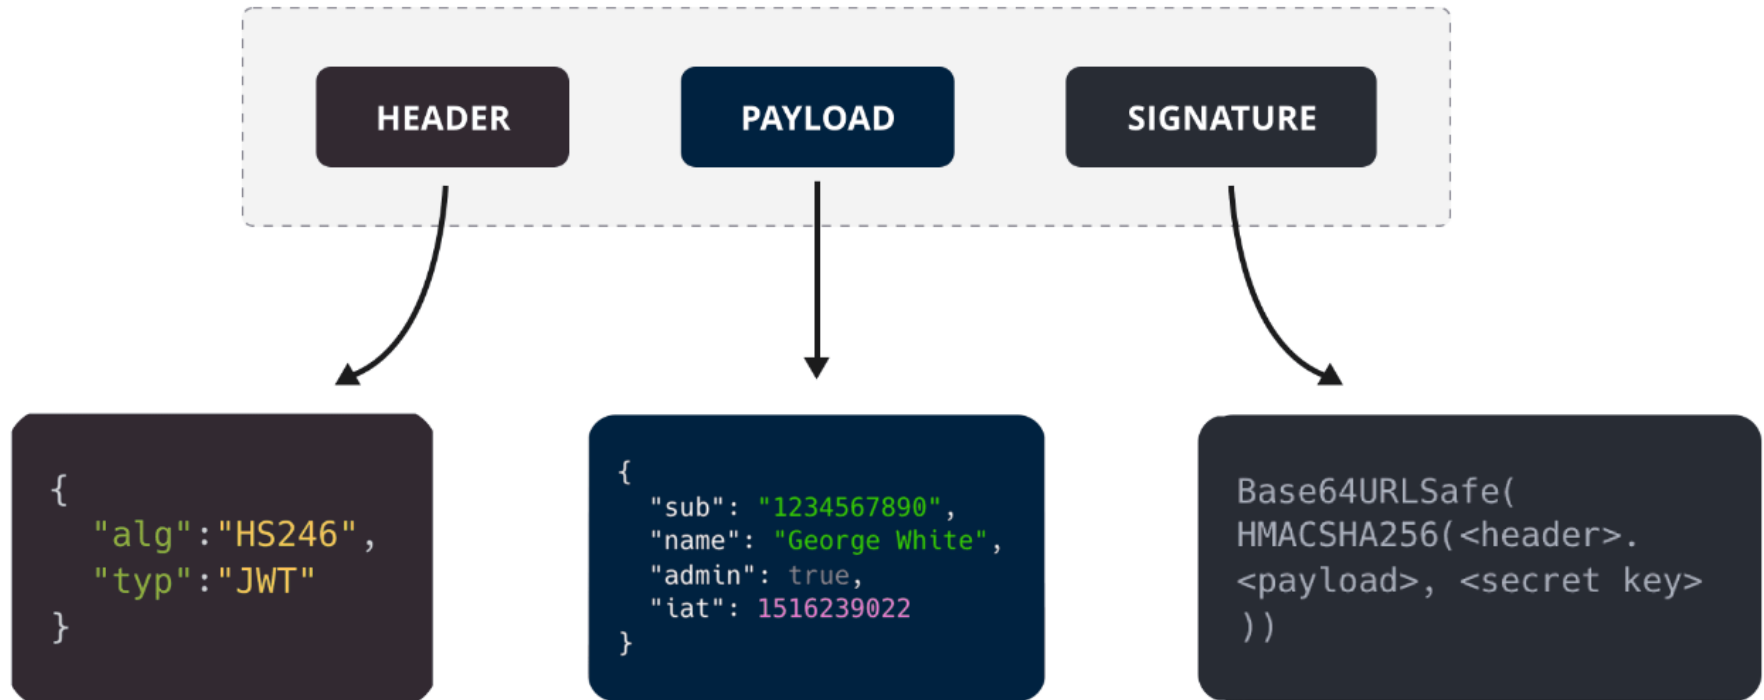 HEADER
PAYLOAD
SIGNATURE
{
"alg":"HS246",
"typ":"JWT"
}
{
"sub": "1234567890",
"name": "George White",
"admin": true,
"iat": 1516239022
}
Base64URLSafe(
HMACSHA256(<header>.
<payload>, <secret key>
))